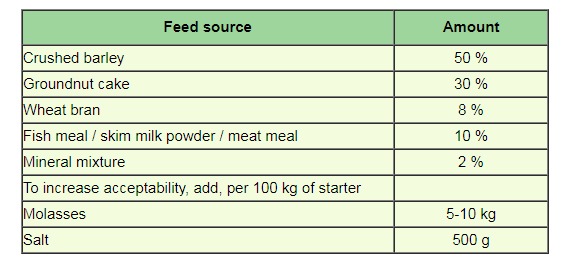 Feed source Amount
Crushed barley 50 %
Groundnut cake 30 %
Wheat bran 8 %
Fish meal / skim milk powder / meat meal 10 %
Mineral mixture 2 %
To increase acceptability, add, per 100 kg of starter
Molasses 5-10 kg
Salt 500 g